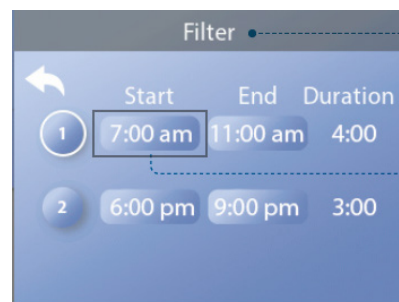 Filter
Start End Duration
1 7:00 am 11:00 am 4:00
2 6:00 pm 9:00 pm 3:00